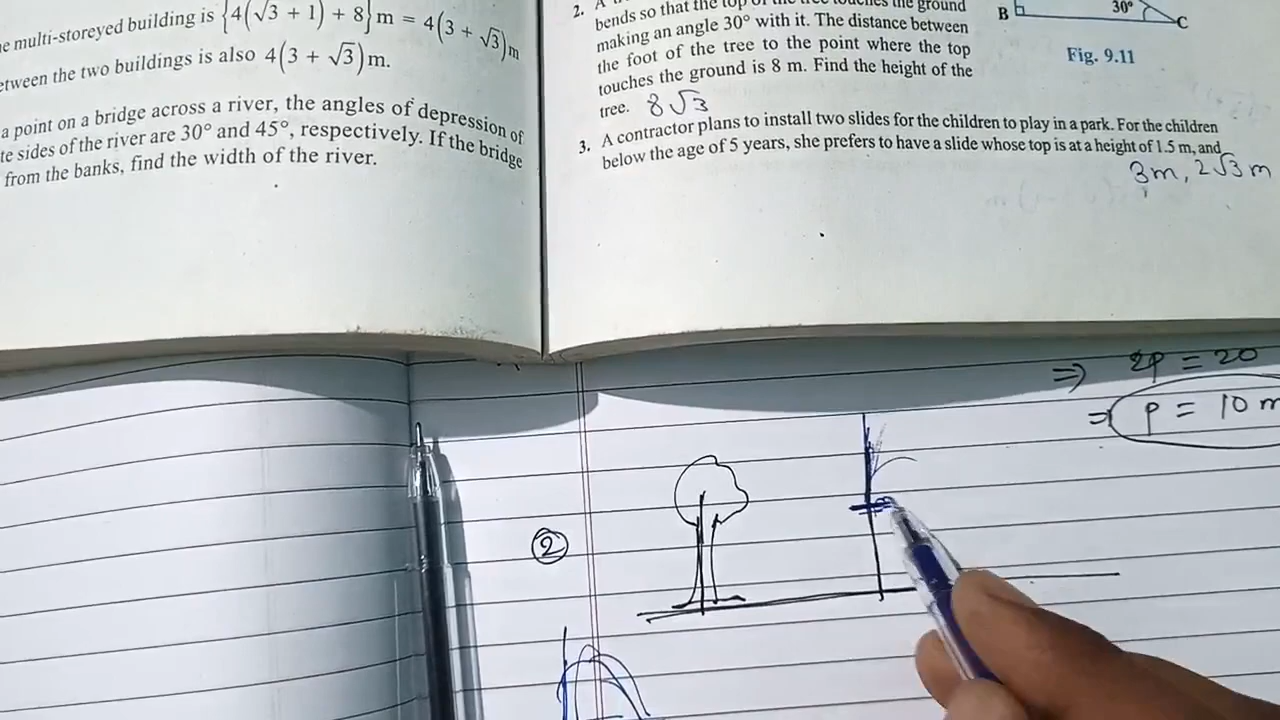 e multi-storeyed building is {4(√3 + 1) + 8}m = 4(3 + √3)m
etween the two buildings is also 4(3 + √3)m.
a point on a bridge across a river, the angles of depression of
te sides of the river are 30° and 45°, respectively. If the bridge
from the banks, find the width of the river.
2. A
bends so that the top of the tree touches the ground
making an angle 30° with it. The distance between
the foot of the tree to the point where the top
touches the ground is 8 m. Find the height of the
tree. 8√3
B 30° C
Fig. 9.11
3. A contractor plans to install two slides for the children to play in a park. For the children
below the age of 5 years, she prefers to have a slide whose top is at a height of 1.5 m, and
3m, 2√3 m
⇒ 2p = 20
⇒ p = 10 m
2